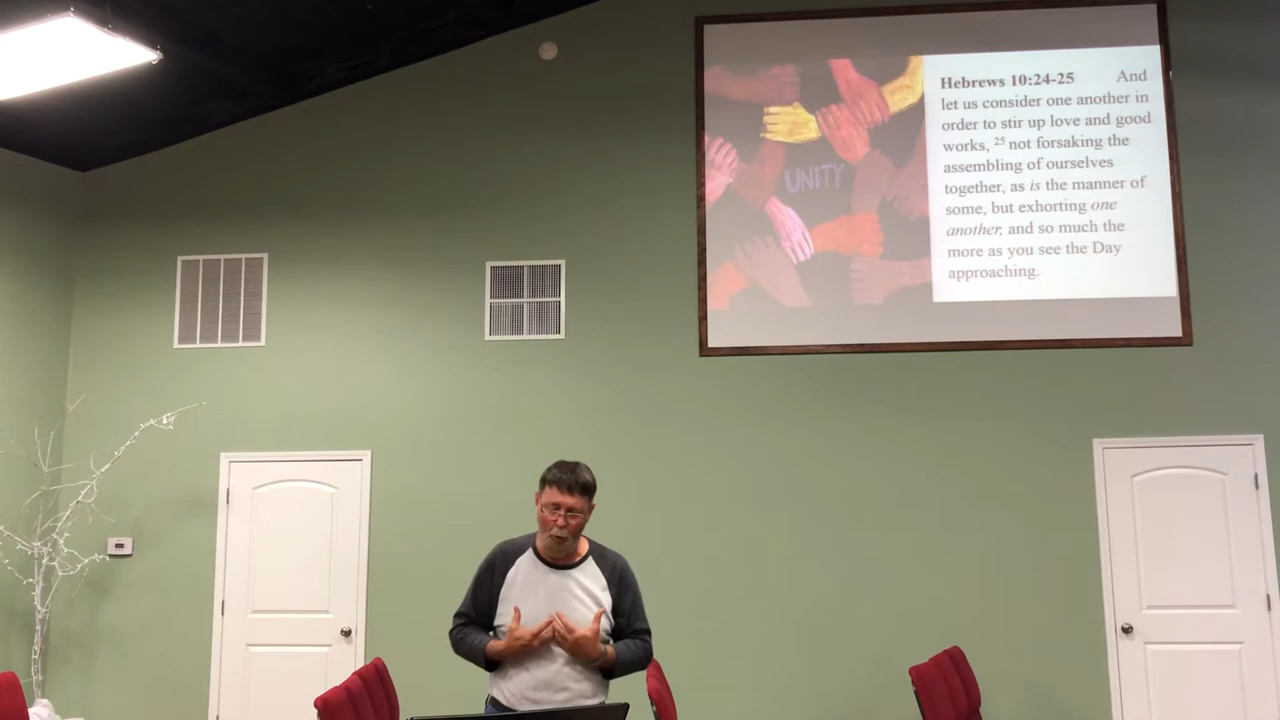 UNITY
Hebrews 10:24-25 And
let us consider one another in
order to stir up love and good
works, 25 not forsaking the
assembling of ourselves
together, as is the manner of
some, but exhorting one
another, and so much the
more as you see the Day
approaching.